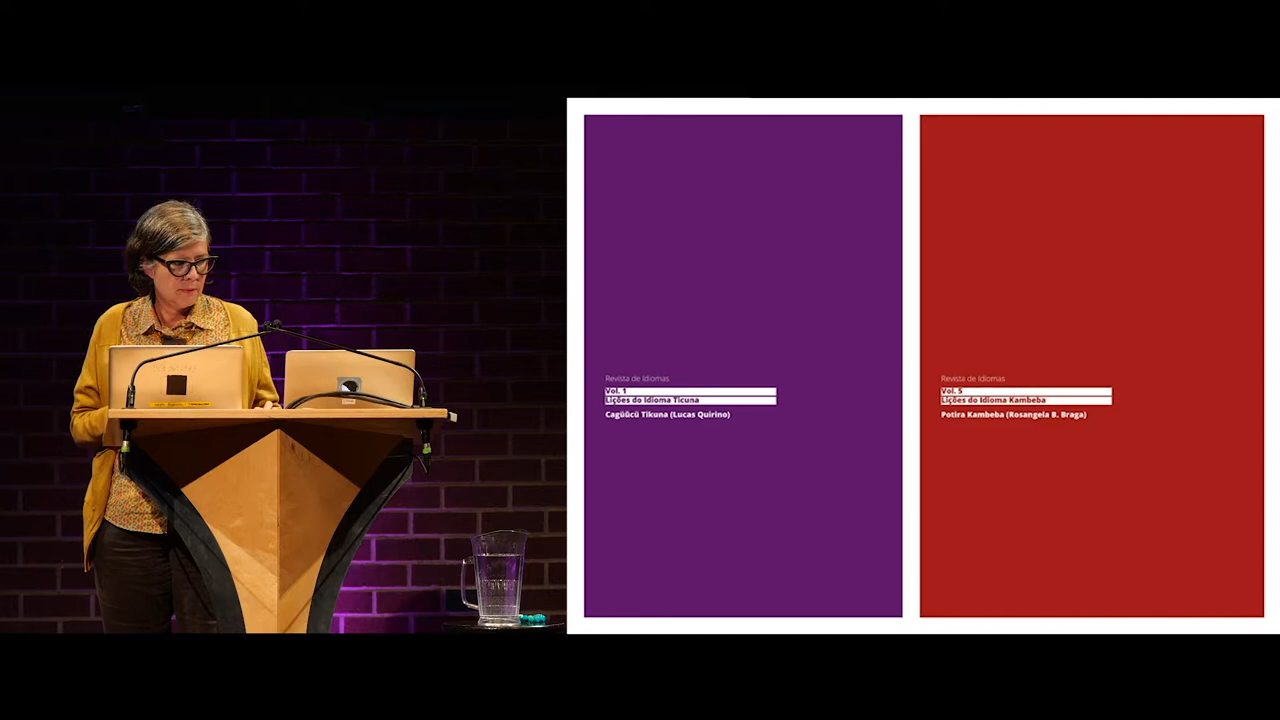 Revista de Idiomas
Vol. 1
Lições do Idioma Ticuna
Cagüücü Tikuna (Lucas Quirino)
Revista de Idiomas
Vol. 5
Lições do Idioma Kambeba
Potira Kambeba (Rosangela B. Braga)